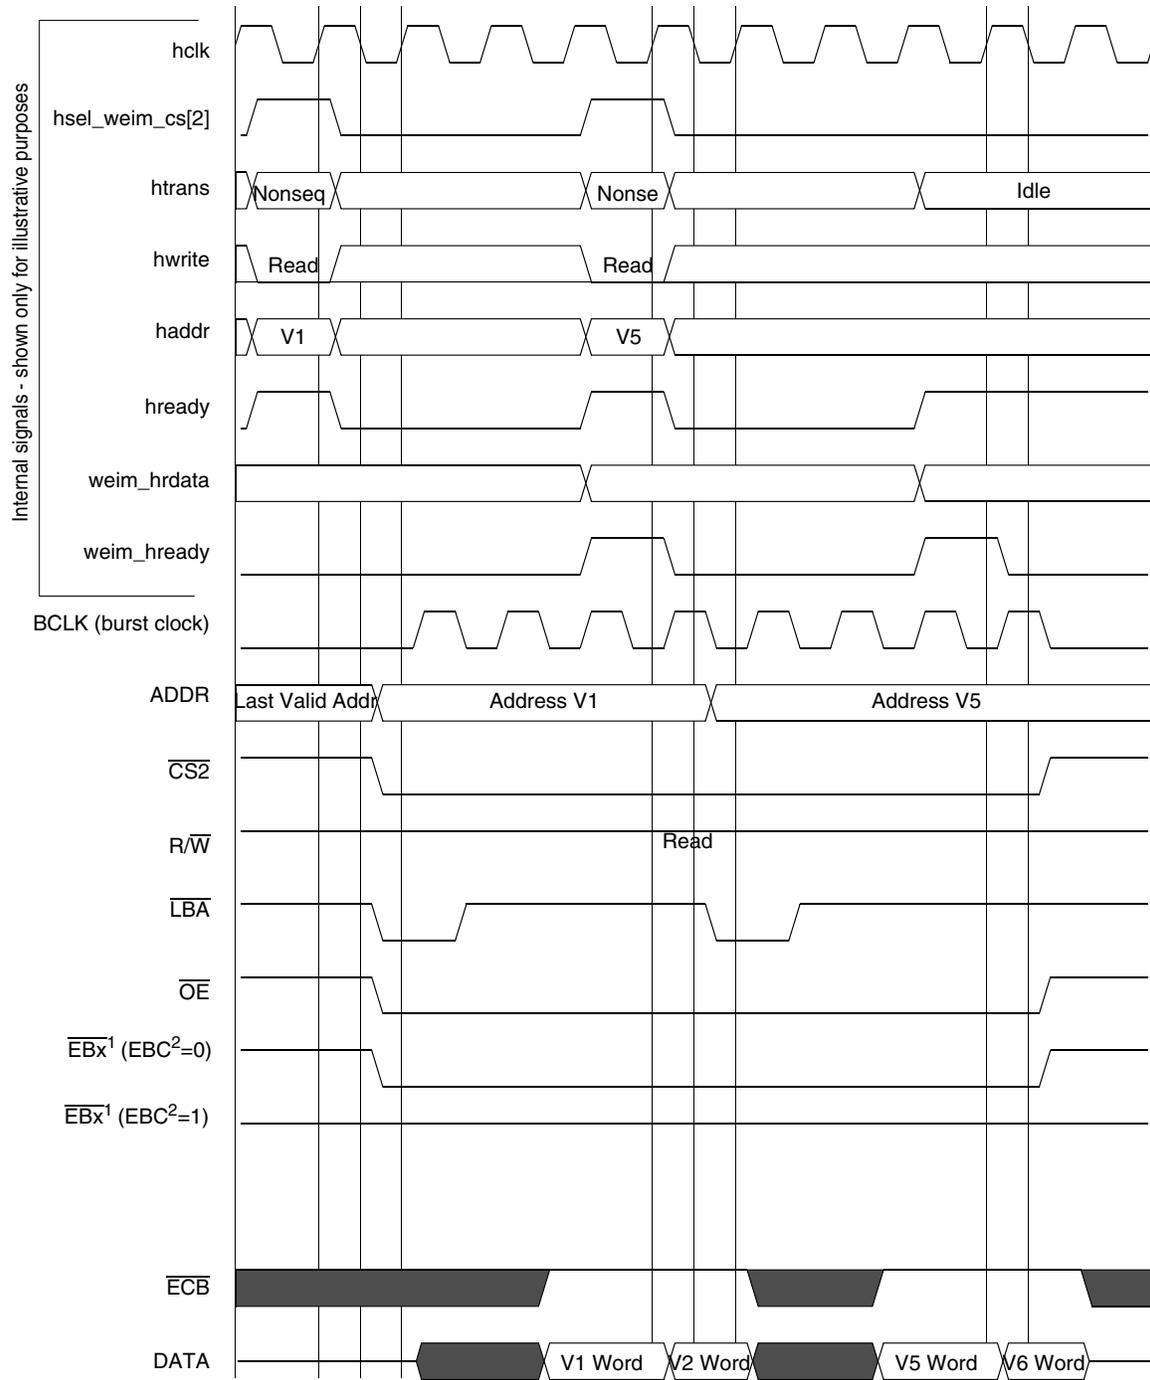 Internal signals - shown only for illustrative purposes
hclk
hsel_weim_cs[2]
htrans Nonseq Nonse Idle
hwrite Read Read
haddr V1 V5
hready
weim_hrdata
weim_hready
BCLK (burst clock)
ADDR Last Valid Addr Address V1 Address V5
CS2
R/W Read
LBA
OE
EBx1 (EBC2=0)
EBx1 (EBC2=1)
ECB
DATA V1 Word V2 Word V5 Word V6 Word